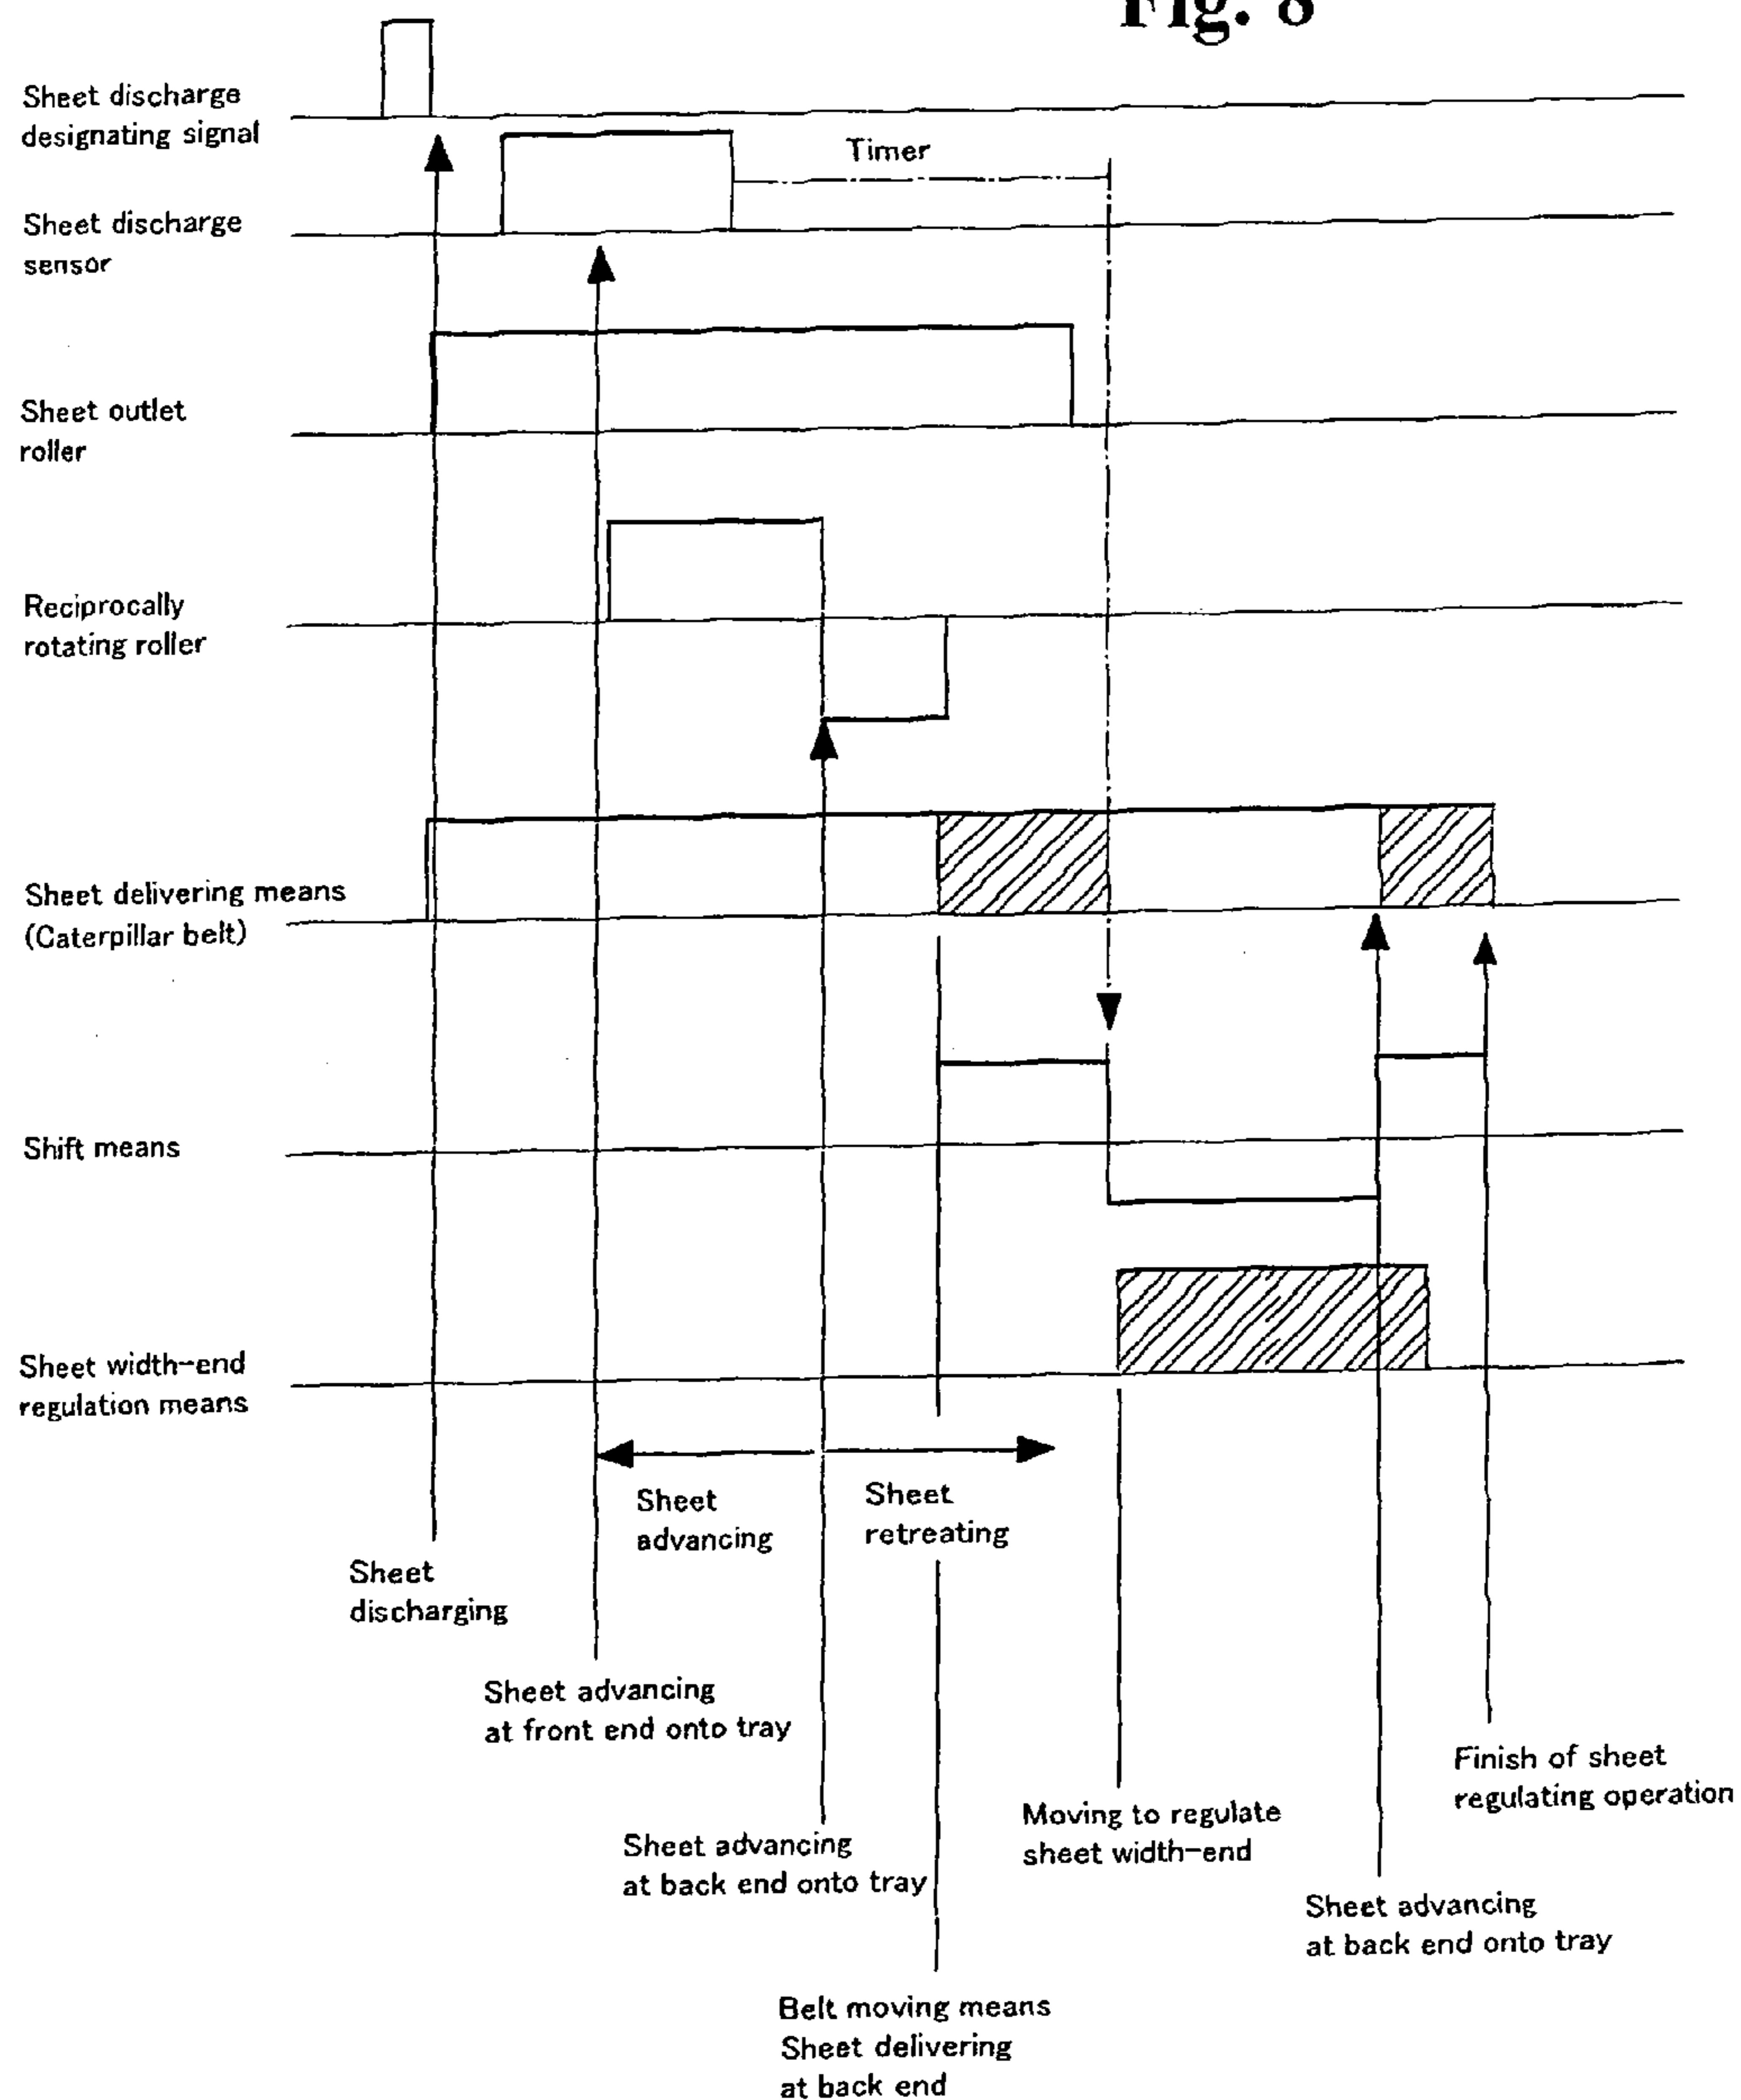 Fig. 8
Sheet discharge
designating signal
Timer
Sheet discharge
sensor
Sheet outlet
roller
Reciprocally
rotating roller
Sheet delivering means
(Caterpillar belt)
Shift means
Sheet width-end
regulation means
Sheet
advancing
Sheet
retreating
Sheet
discharging
Sheet advancing
at front end onto tray
Finish of sheet
regulating operation
Moving to regulate
sheet width-end
Sheet advancing
at back end onto tray
Sheet advancing
at back end onto tray
Belt moving means
Sheet delivering
at back end